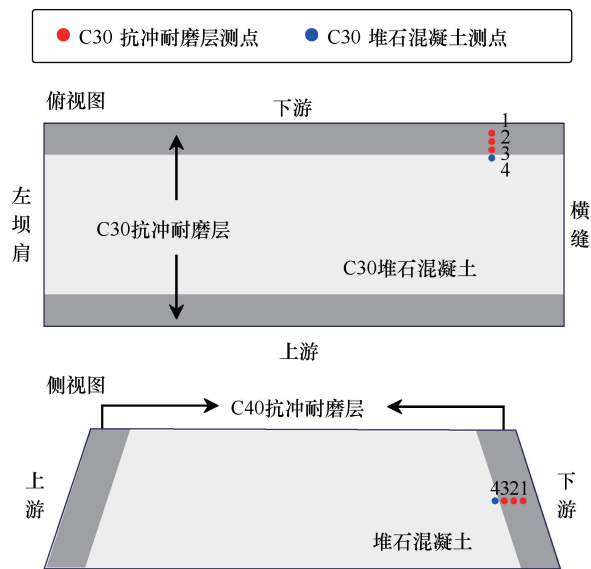 C30 抗冲耐磨层测点 C30 堆石混凝土测点
俯视图
下游
1
2
3
4
左坝肩
横缝
C30抗冲耐磨层
C30堆石混凝土
上游
侧视图
C40抗冲耐磨层
上游
下游
4321
堆石混凝土